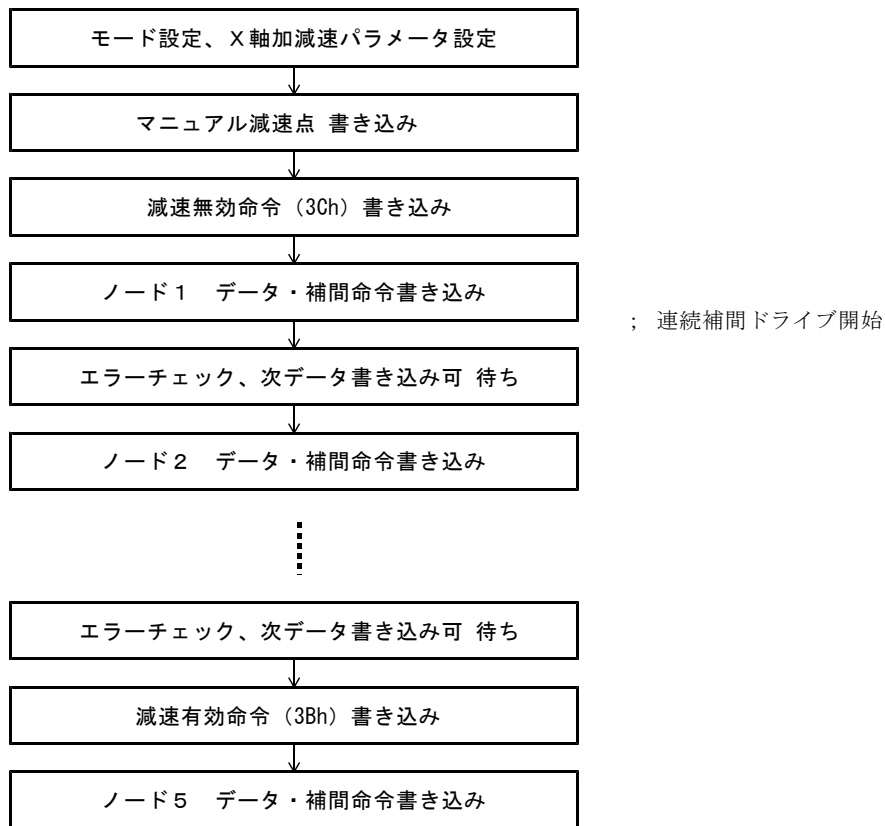 モード設定、X軸加減速パラメータ設定
マニュアル減速点 書き込み
減速無効命令（3Ch）書き込み
ノード１　データ・補間命令書き込み
； 連続補間ドライブ開始
エラーチェック、次データ書き込み可 待ち
ノード２　データ・補間命令書き込み
エラーチェック、次データ書き込み可 待ち
減速有効命令（3Bh）書き込み
ノード５　データ・補間命令書き込み